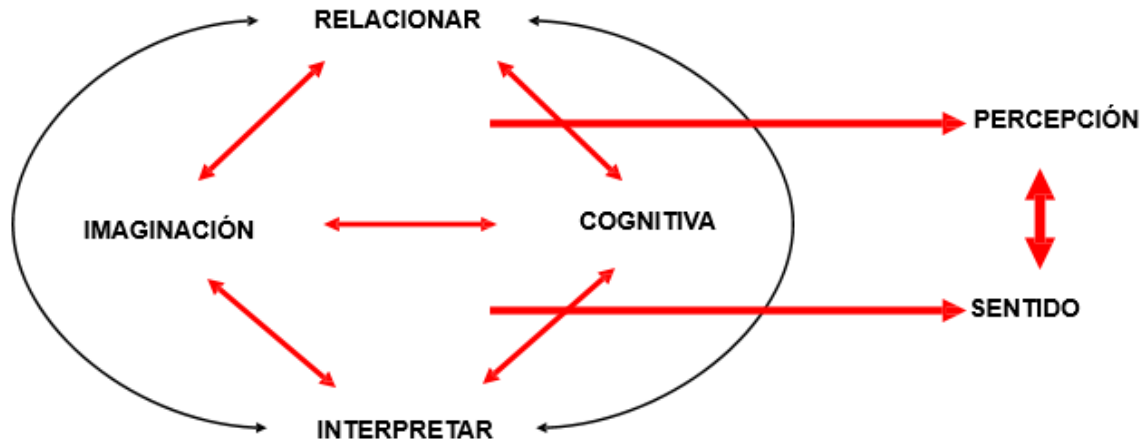 RELACIONAR
PERCEPCIÓN
IMAGINACIÓN
COGNITIVA
SENTIDO
INTERPRETAR